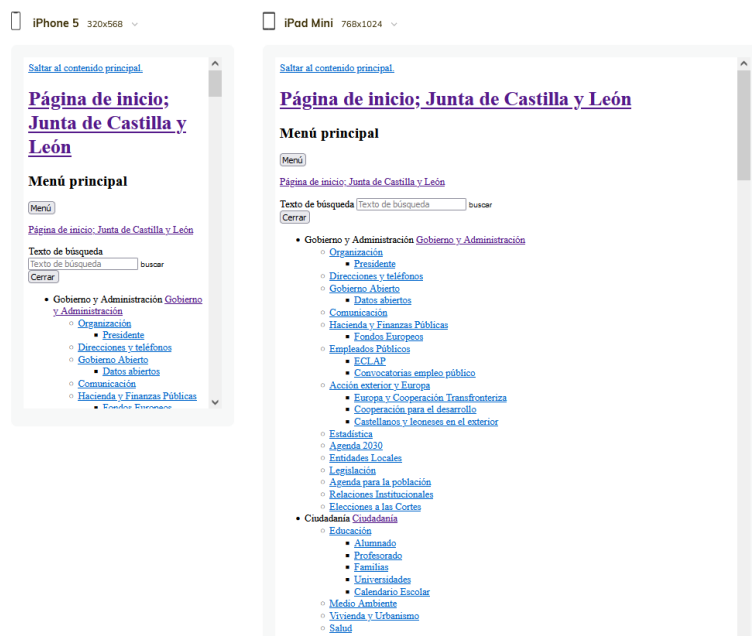 iPhone 5 320x568
Saltar al contenido principal.
Página de inicio;
Junta de Castilla y
León
Menú principal
Menú
Página de inicio; Junta de Castilla y León
Texto de búsqueda
Texto de búsqueda buscar
Cerrar
Gobierno y Administración Gobierno
y Administración
Organización
Presidente
Direcciones y teléfonos
Gobierno Abierto
Datos abiertos
Comunicación
Hacienda y Finanzas Públicas
Fondos Europeos
iPad Mini 768x1024
Saltar al contenido principal.
Página de inicio; Junta de Castilla y León
Menú principal
Menú
Página de inicio; Junta de Castilla y León
Texto de búsqueda Texto de búsqueda buscar
Cerrar
Gobierno y Administración Gobierno y Administración
Organización
Presidente
Direcciones y teléfonos
Gobierno Abierto
Datos abiertos
Comunicación
Hacienda y Finanzas Públicas
Fondos Europeos
Empleados Públicos
ECLAP
Convocatorias empleo público
Acción exterior y Europa
Europa y Cooperación Transfronteriza
Cooperación para el desarrollo
Castellanos y leoneses en el exterior
Estadística
Agenda 2030
Entidades Locales
Legislación
Agenda para la población
Relaciones Institucionales
Elecciones a las Cortes
Ciudadanía Ciudadanía
Educación
Alumnado
Profesorado
Familias
Universidades
Calendario Escolar
Medio Ambiente
Vivienda y Urbanismo
Salud